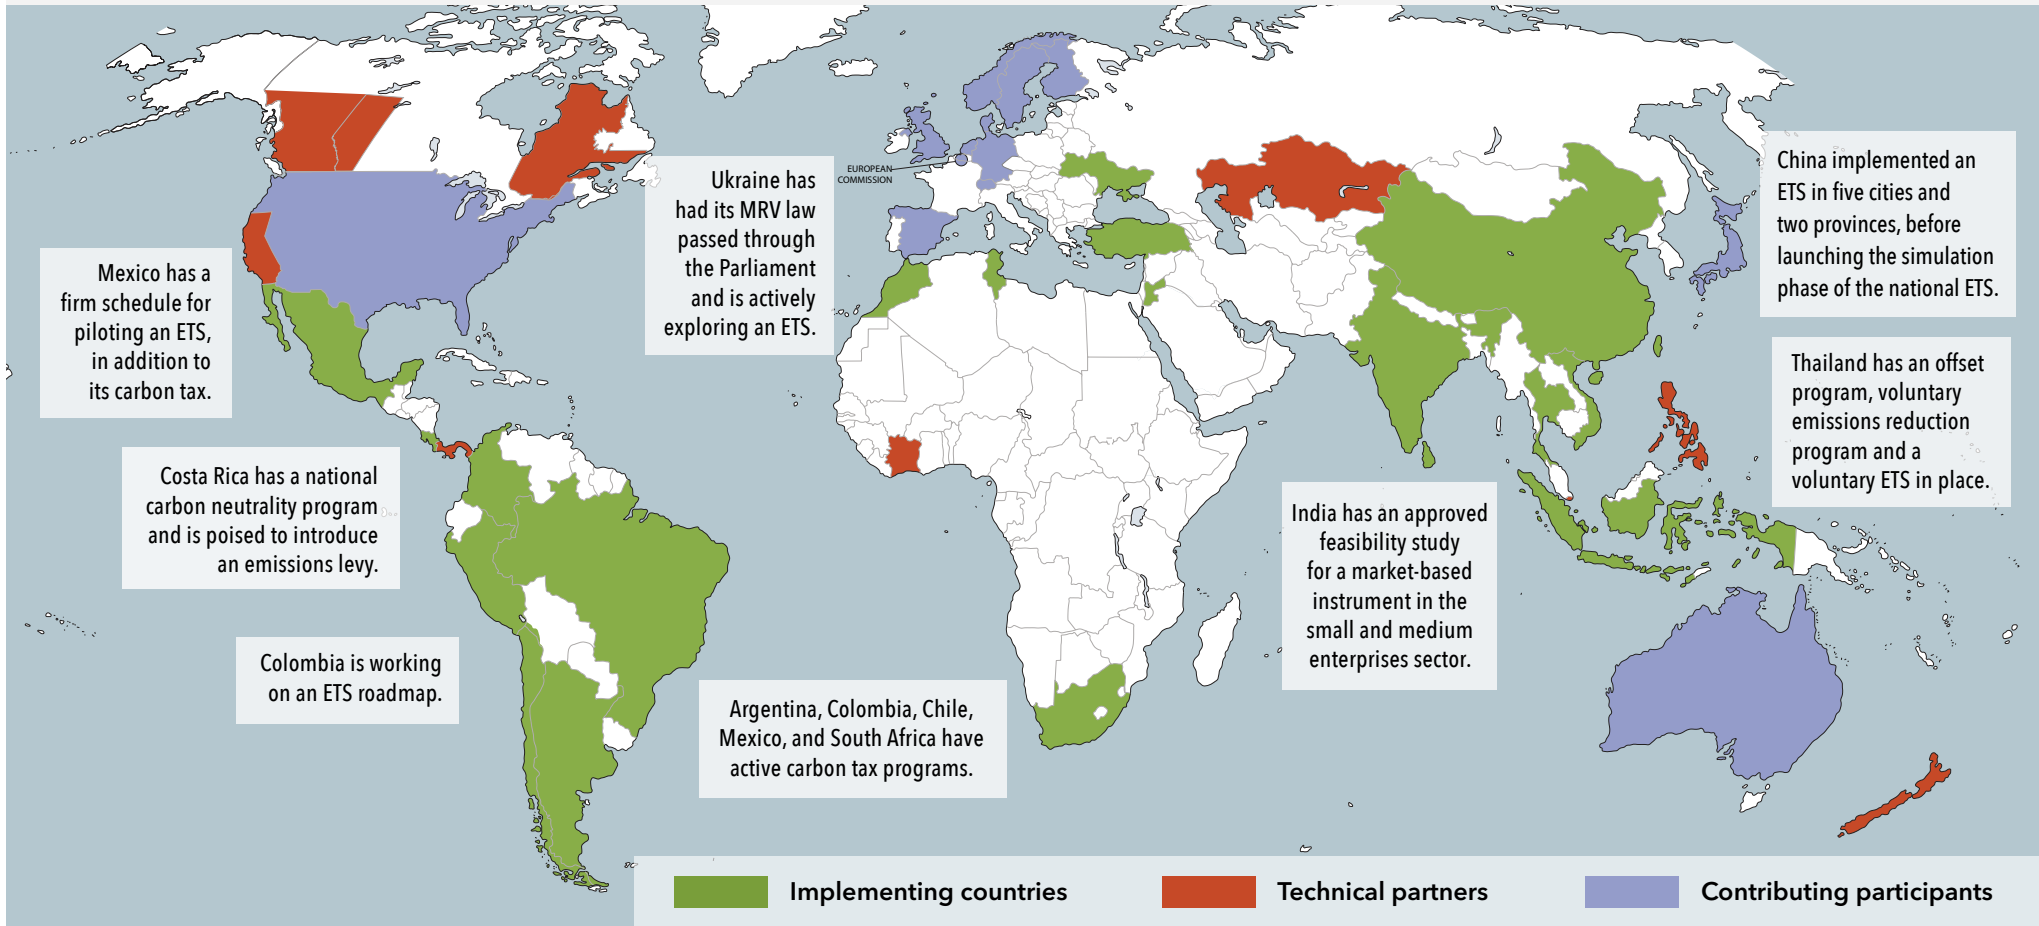 EUROPEAN
COMMISSION
Ukraine has
had its MRV law
passed through
the Parliament
and is actively
exploring an ETS.
China implemented an
ETS in five cities and
two provinces, before
launching the simulation
phase of the national ETS.
Mexico has a
firm schedule for
piloting an ETS,
in addition to
its carbon tax.
Thailand has an offset
program, voluntary
emissions reduction
program and a
voluntary ETS in place.
Costa Rica has a national
carbon neutrality program
and is poised to introduce
an emissions levy.
India has an approved
feasibility study
for a market-based
instrument in the
small and medium
enterprises sector.
Colombia is working
on an ETS roadmap.
Argentina, Colombia, Chile,
Mexico, and South Africa have
active carbon tax programs.
Implementing countries
Technical partners
Contributing participants